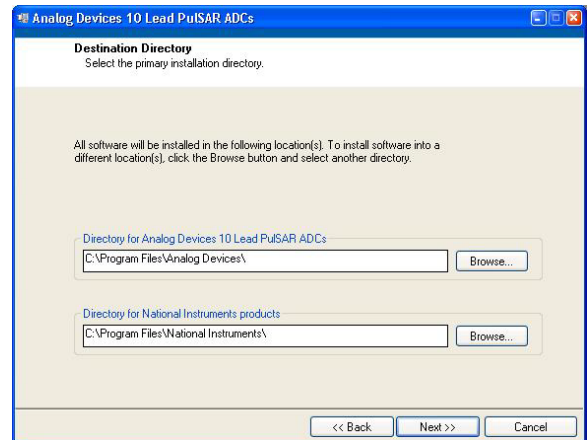 Analog Devices 10 Lead PulSAR ADCs
Destination Directory
Select the primary installation directory.
All software will be installed in the following location(s). To install software into a
different location(s), click the Browse button and select another directory.
Directory for Analog Devices 10 Lead PulSAR ADCs
C:\Program Files\Analog Devices\
Browse...
Directory for National Instruments products
C:\Program Files\National Instruments\
Browse...
<< Back
Next >>
Cancel